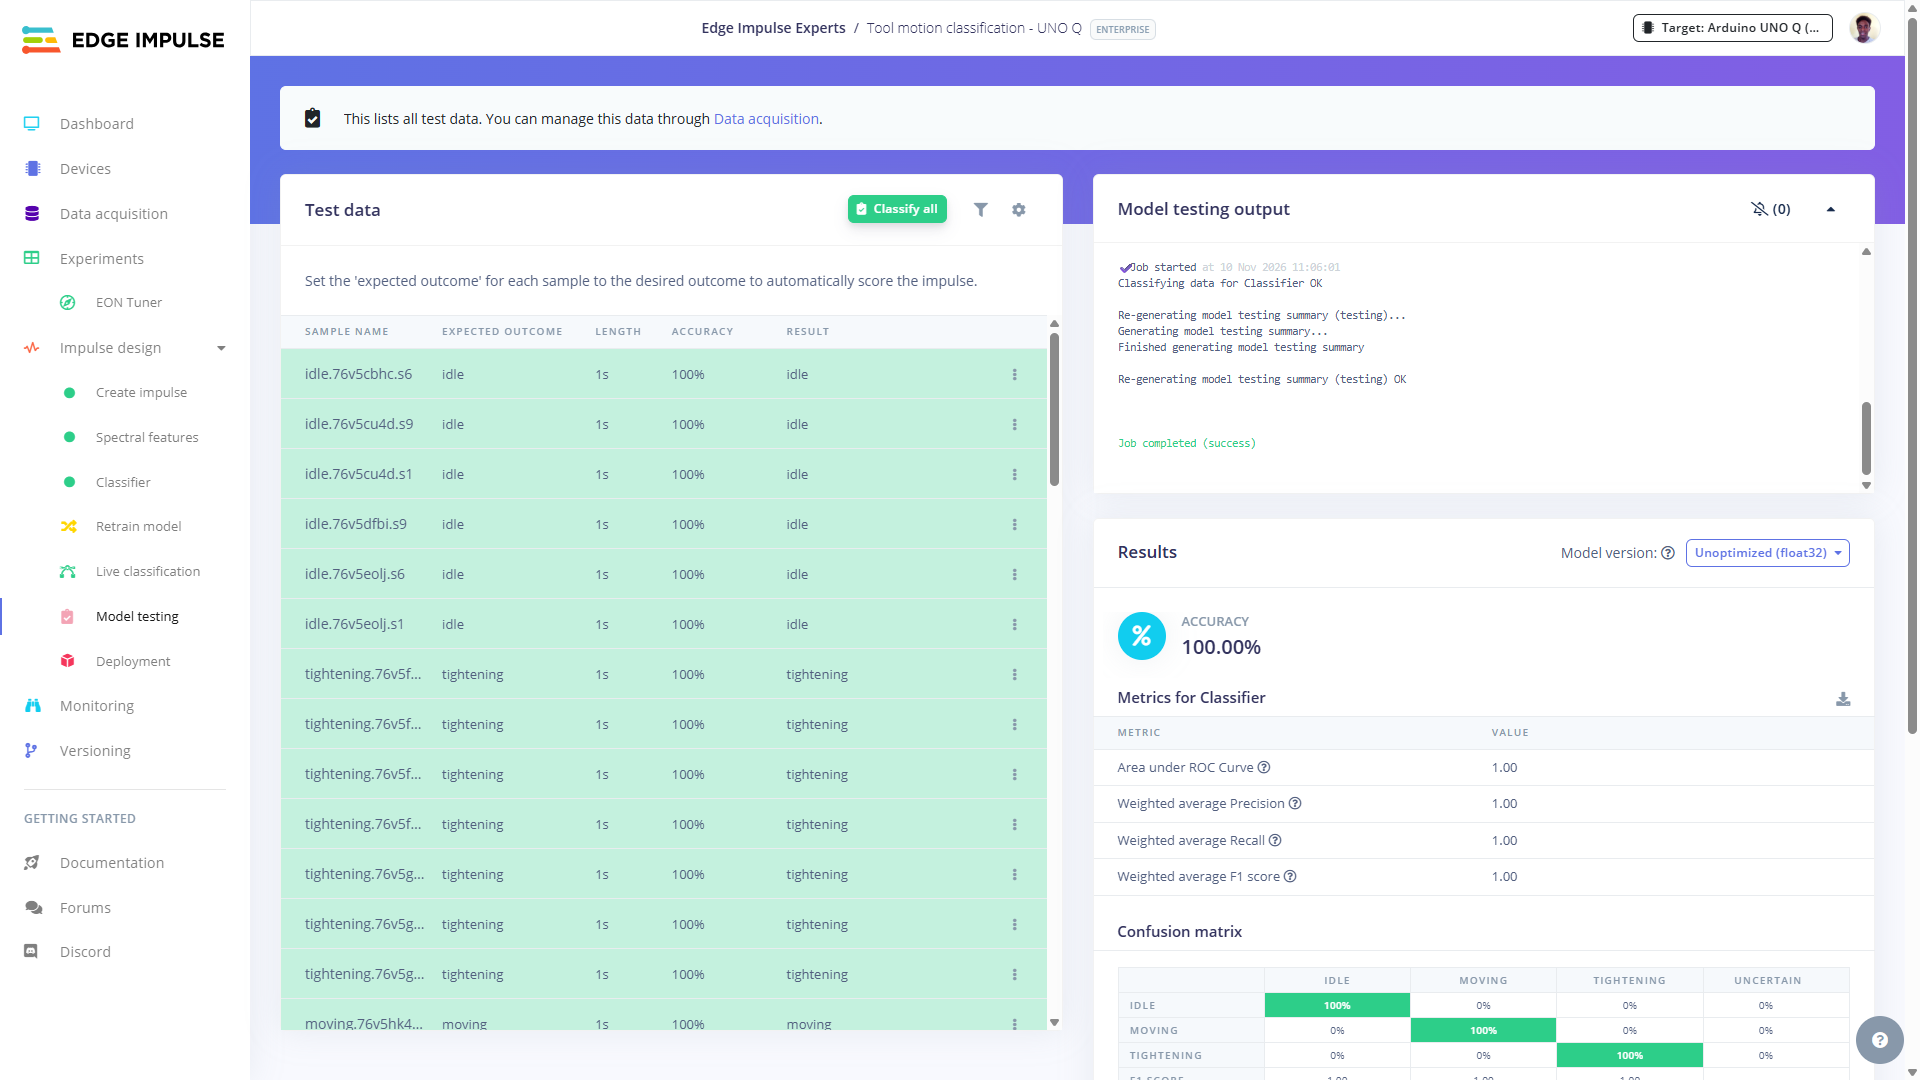 EDGE IMPULSE
Edge Impulse Experts / Tool motion classification - UNO Q ENTERPRISE
Target: Arduino UNO Q (...
Dashboard
Devices
Data acquisition
Experiments
EON Tuner
Impulse design
Create impulse
Spectral features
Classifier
Retrain model
Live classification
Model testing
Deployment
Monitoring
Versioning
GETTING STARTED
Documentation
Forums
Discord
This lists all test data. You can manage this data through Data acquisition.
Test data
Classify all
Set the 'expected outcome' for each sample to the desired outcome to automatically score the impulse.
SAMPLE NAME EXPECTED OUTCOME LENGTH ACCURACY RESULT
idle.76v5cbhc.s6 idle 1s 100% idle
idle.76v5cu4d.s9 idle 1s 100% idle
idle.76v5cu4d.s1 idle 1s 100% idle
idle.76v5dfbi.s9 idle 1s 100% idle
idle.76v5eolj.s6 idle 1s 100% idle
idle.76v5eolj.s1 idle 1s 100% idle
tightening.76v5f... tightening 1s 100% tightening
tightening.76v5f... tightening 1s 100% tightening
tightening.76v5f... tightening 1s 100% tightening
tightening.76v5f... tightening 1s 100% tightening
tightening.76v5g... tightening 1s 100% tightening
tightening.76v5g... tightening 1s 100% tightening
tightening.76v5g... tightening 1s 100% tightening
moving.76v5hk4... moving 1s 100% moving
Model testing output
(0)
Job started at 10 Nov 2026 11:06:01
Classifying data for Classifier OK
Re-generating model testing summary (testing)...
Generating model testing summary...
Finished generating model testing summary
Re-generating model testing summary (testing) OK
Job completed (success)
Results
Model version: ? Unoptimized (float32)
%
ACCURACY
100.00%
Metrics for Classifier
METRIC VALUE
Area under ROC Curve ? 1.00
Weighted average Precision ? 1.00
Weighted average Recall ? 1.00
Weighted average F1 score ? 1.00
Confusion matrix
IDLE MOVING TIGHTENING UNCERTAIN
IDLE 100% 0% 0% 0%
MOVING 0% 100% 0% 0%
TIGHTENING 0% 0% 100% 0%
F1 SCORE 1.00 1.00 1.00
?